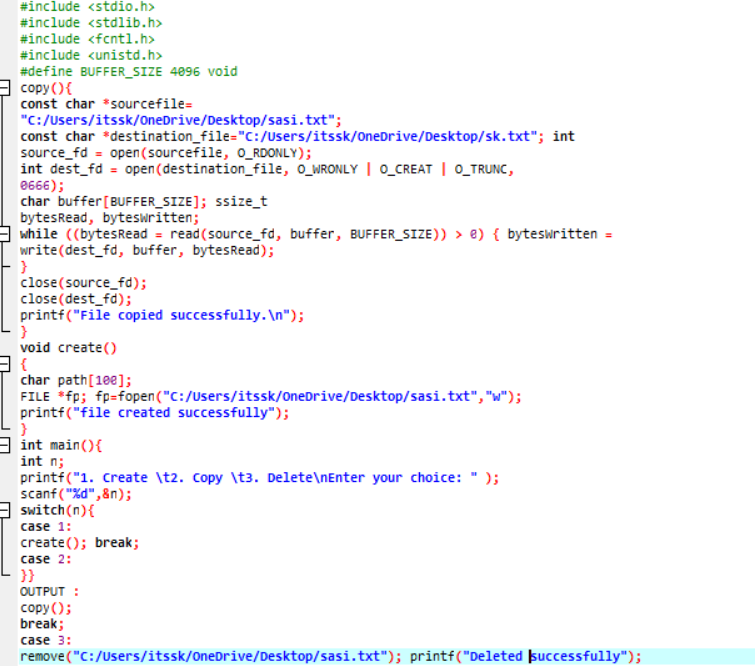 #include <stdio.h>
#include <stdlib.h>
#include <fcntl.h>
#include <unistd.h>
#define BUFFER_SIZE 4096 void
copy(){
const char *sourcefile=
"C:/Users/itssk/OneDrive/Desktop/sasi.txt";
const char *destination_file="C:/Users/itssk/OneDrive/Desktop/sk.txt"; int
source_fd = open(sourcefile, O_RDONLY);
int dest_fd = open(destination_file, O_WRONLY | O_CREAT | O_TRUNC,
0666);
char buffer[BUFFER_SIZE]; ssize_t
bytesRead, bytesWritten;
while ((bytesRead = read(source_fd, buffer, BUFFER_SIZE)) > 0) { bytesWritten =
write(dest_fd, buffer, bytesRead);
}
close(source_fd);
close(dest_fd);
printf("File copied successfully.\n");
}
void create()
{
char path[100];
FILE *fp; fp=fopen("C:/Users/itssk/OneDrive/Desktop/sasi.txt","w");
printf("file created successfully");
}
int main(){
int n;
printf("1. Create \t2. Copy \t3. Delete\nEnter your choice: " );
scanf("%d",&n);
switch(n){
case 1:
create(); break;
case 2:
}}
OUTPUT :
copy();
break;
case 3:
remove("C:/Users/itssk/OneDrive/Desktop/sasi.txt"); printf("Deleted successfully");